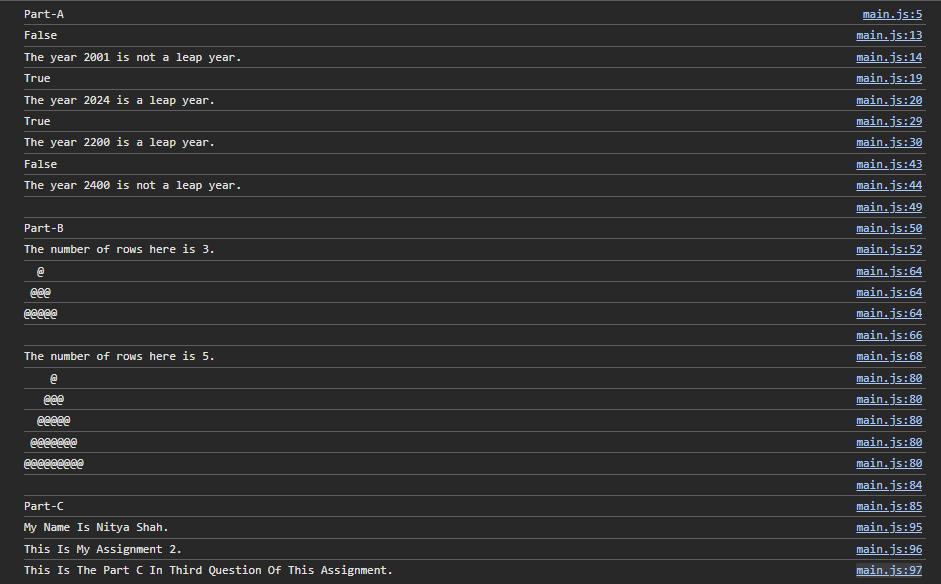 Part-A main.js:5
False main.js:13
The year 2001 is not a leap year. main.js:14
True main.js:19
The year 2024 is a leap year. main.js:20
True main.js:29
The year 2200 is a leap year. main.js:30
False main.js:43
The year 2400 is not a leap year. main.js:44
main.js:49
Part-B main.js:50
The number of rows here is 3. main.js:52
  @ main.js:64
 @@@ main.js:64
@@@@@ main.js:64
main.js:66
The number of rows here is 5. main.js:68
    @ main.js:80
   @@@ main.js:80
  @@@@@ main.js:80
 @@@@@@@ main.js:80
@@@@@@@@@ main.js:80
main.js:84
Part-C main.js:85
My Name Is Nitya Shah. main.js:95
This Is My Assignment 2. main.js:96
This Is The Part C In Third Question Of This Assignment. main.js:97